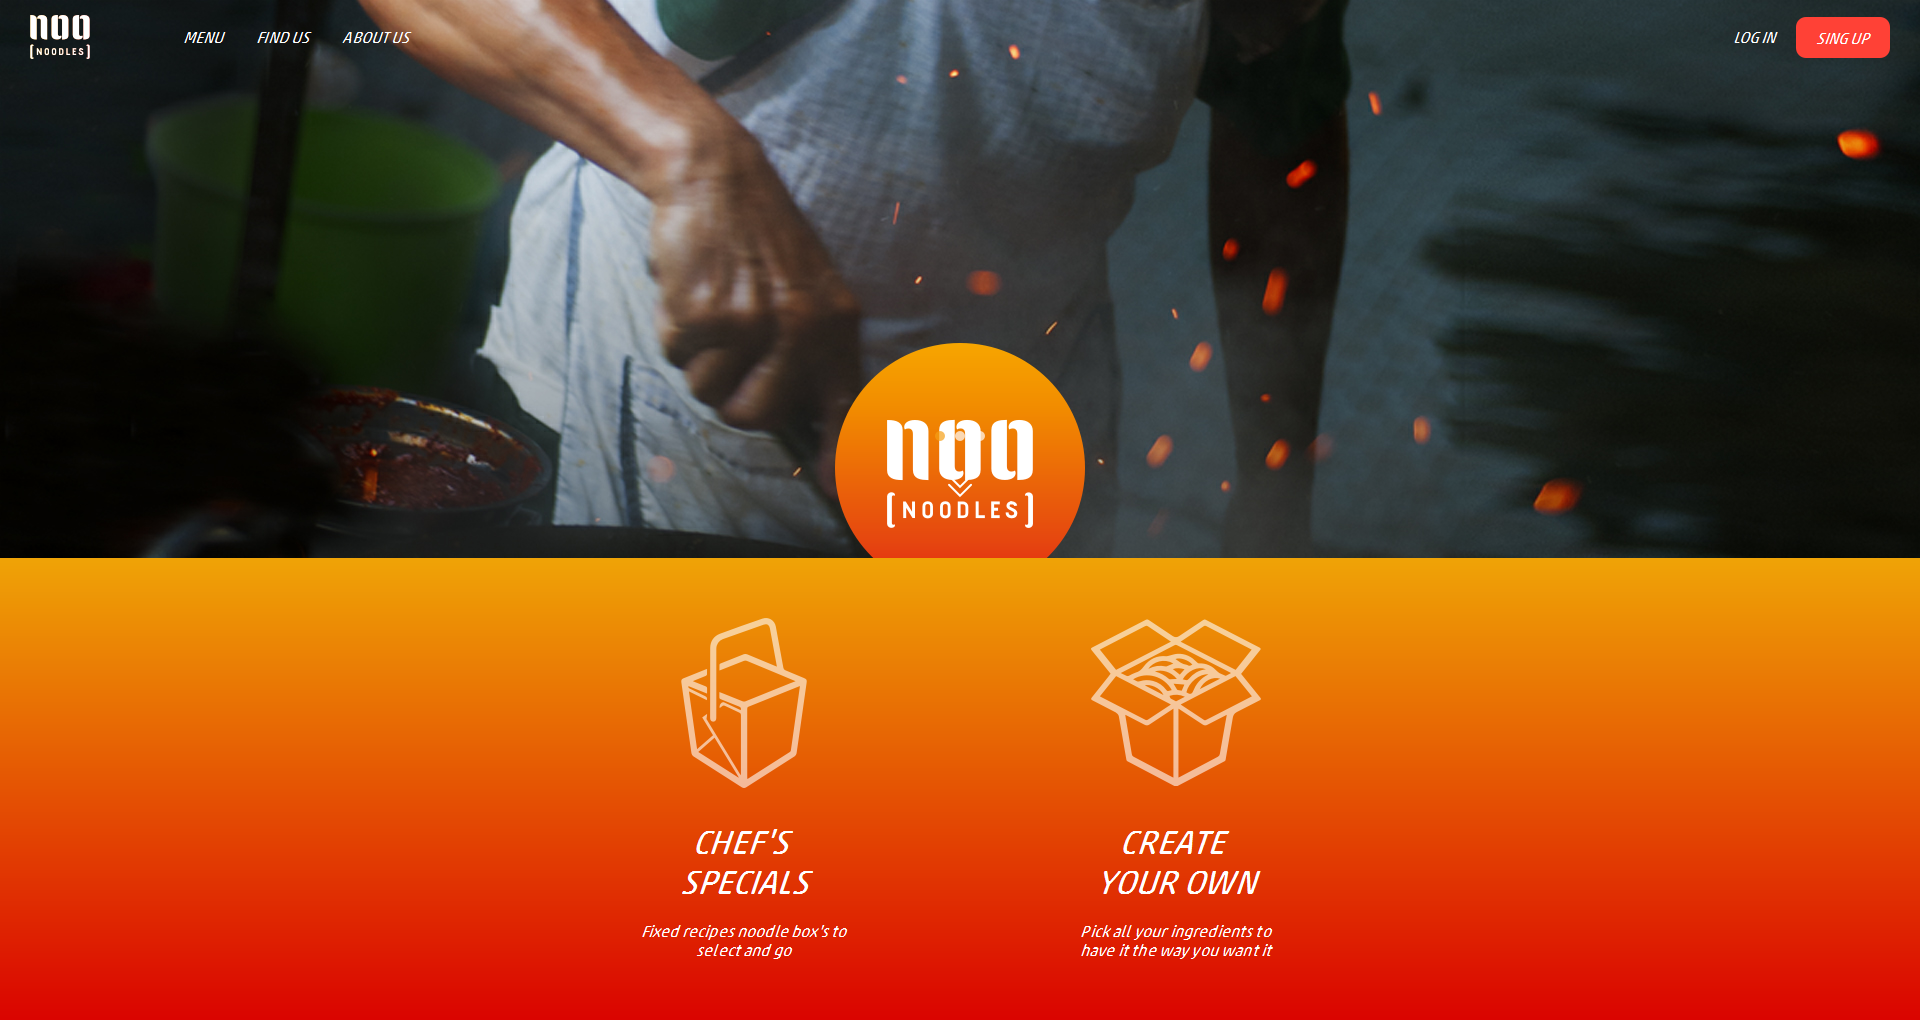 noo
[NOODLES]
MENU
FIND US
ABOUT US
LOG IN
SING UP
noo
[NOODLES]
CHEF'S
SPECIALS
Fixed recipes noodle box's to
select and go
CREATE
YOUR OWN
Pick all your ingredients to
have it the way you want it